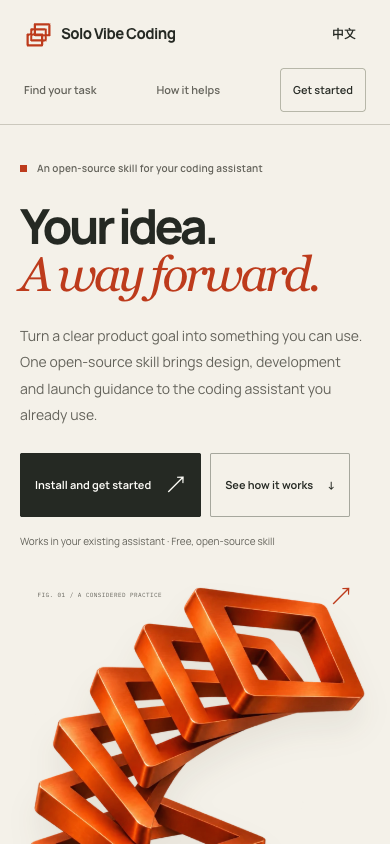 Solo Vibe Coding
中文
Find your task
How it helps
Get started
An open-source skill for your coding assistant
Your idea.
A way forward.
Turn a clear product goal into something you can use.
One open-source skill brings design, development
and launch guidance to the coding assistant you
already use.
Install and get started ↗
See how it works ↓
Works in your existing assistant · Free, open-source skill
FIG. 01 / A CONSIDERED PRACTICE